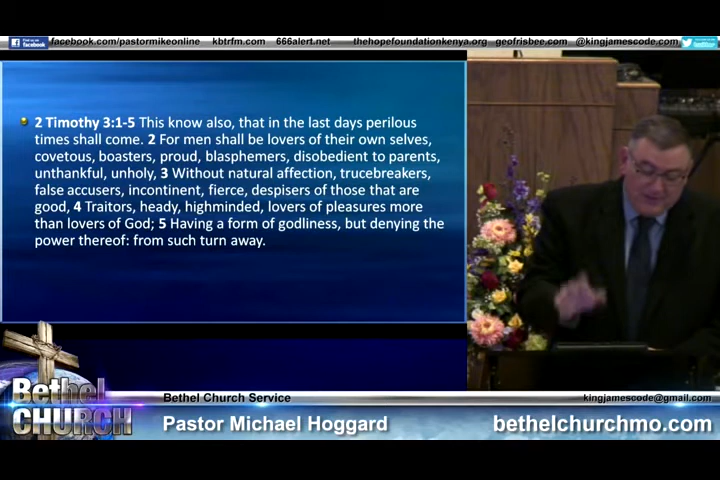 facebook.com/pastormikeonline kbtrfm.com 666alert.net thehopefoundationkenya.org geofrisbee.com @kingjamescode.com
2 Timothy 3:1-5 This know also, that in the last days perilous
times shall come. 2 For men shall be lovers of their own selves,
covetous, boasters, proud, blasphemers, disobedient to parents,
unthankful, unholy, 3 Without natural affection, trucebreakers,
false accusers, incontinent, fierce, despisers of those that are
good, 4 Traitors, heady, highminded, lovers of pleasures more
than lovers of God; 5 Having a form of godliness, but denying the
power thereof: from such turn away.
Bethel
CHURCH
Bethel Church Service
kingjamescode@gmail.com
Pastor Michael Hoggard
bethelchurchmo.com